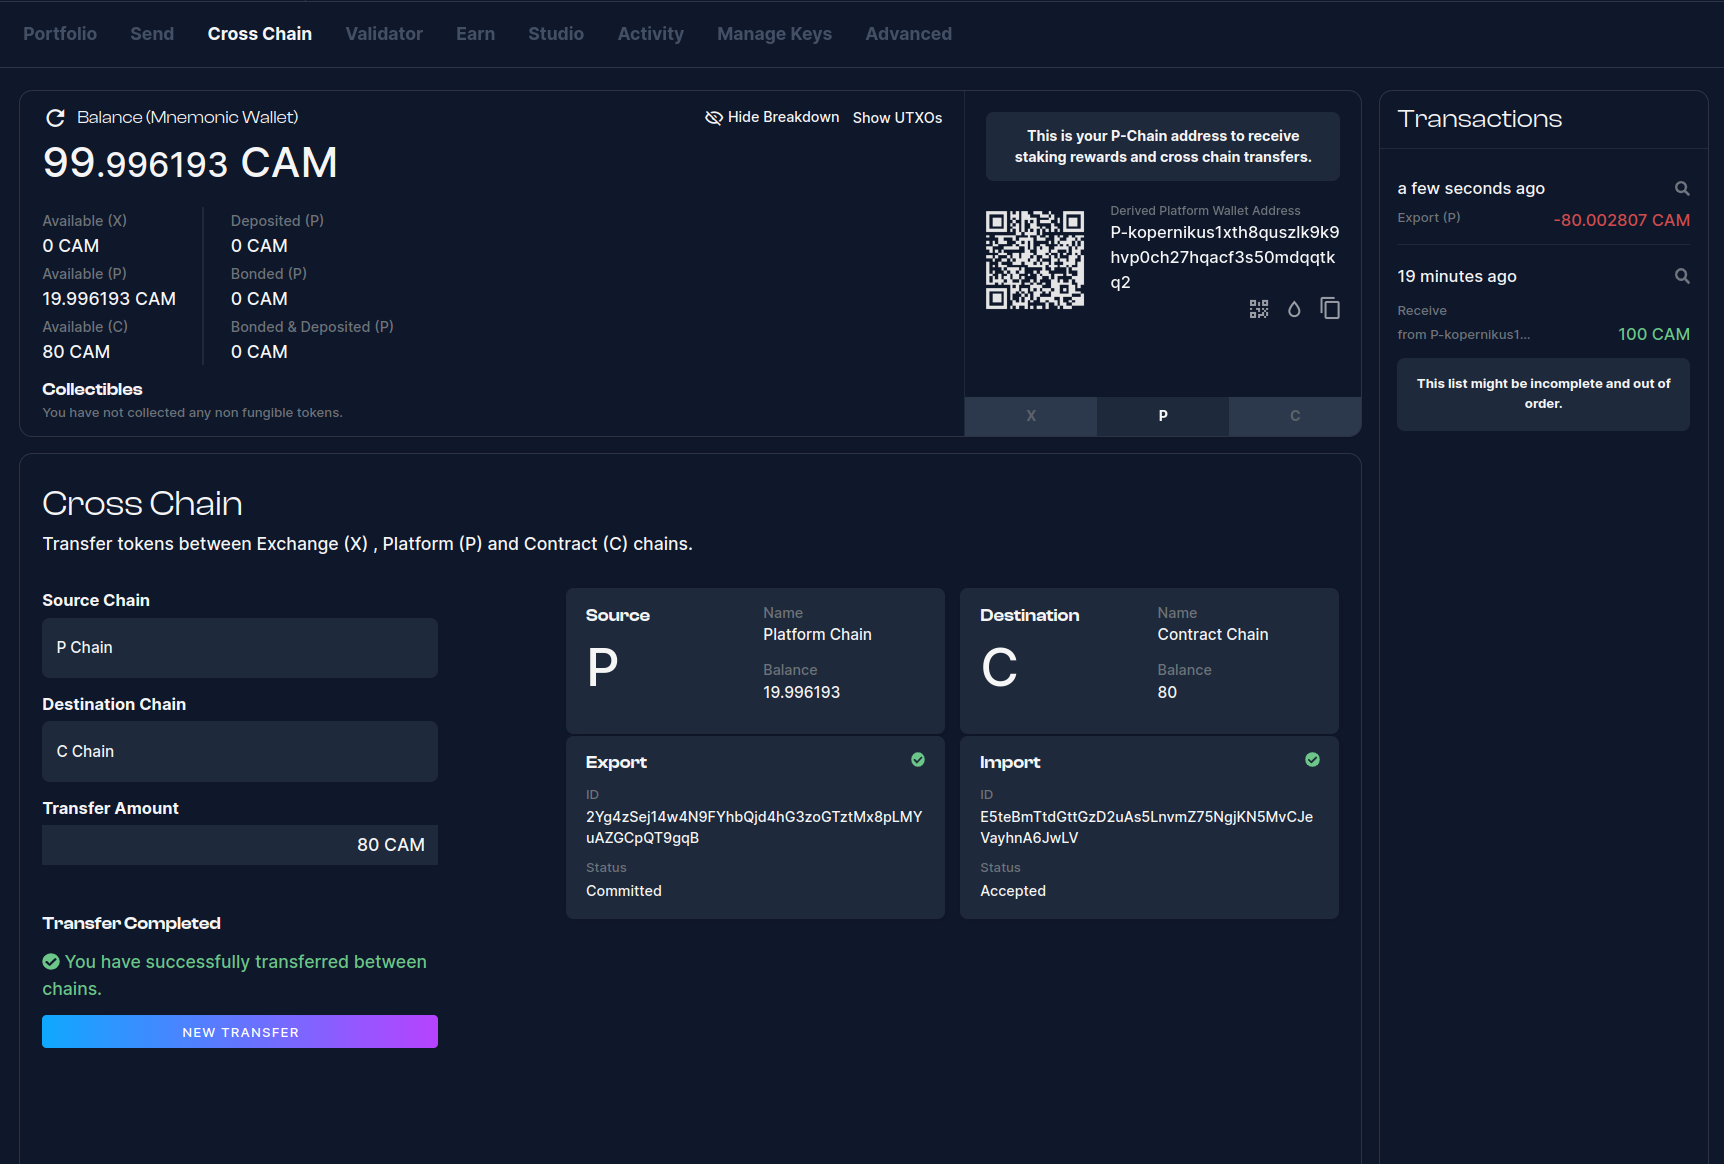 Portfolio Send Cross Chain Validator Earn Studio Activity Manage Keys Advanced
Balance (Mnemonic Wallet)
Hide Breakdown Show UTXOs
99.996193 CAM
Available (X)
0 CAM
Available (P)
19.996193 CAM
Available (C)
80 CAM
Deposited (P)
0 CAM
Bonded (P)
0 CAM
Bonded & Deposited (P)
0 CAM
Collectibles
You have not collected any non fungible tokens.
This is your P-Chain address to receive
staking rewards and cross chain transfers.
Derived Platform Wallet Address
P-kopernikus1xth8quszlk9k9
hvp0ch27hqacf3s50mdqqtk
q2
X P C
Transactions
a few seconds ago
Export (P) -80.002807 CAM
19 minutes ago
Receive
from P-kopernikus1... 100 CAM
This list might be incomplete and out of
order.
Cross Chain
Transfer tokens between Exchange (X) , Platform (P) and Contract (C) chains.
Source Chain
P Chain
Destination Chain
C Chain
Transfer Amount
80 CAM
Transfer Completed
You have successfully transferred between
chains.
NEW TRANSFER
Source
P
Name
Platform Chain
Balance
19.996193
Destination
C
Name
Contract Chain
Balance
80
Export
ID
2Yg4zSej14w4N9FYhbQjd4hG3zoGTztMx8pLMY
uAZGCpQT9gqB
Status
Committed
Import
ID
E5teBmTtdGttGzD2uAs5LnvmZ75NgjKN5MvCJe
VayhnA6JwLV
Status
Accepted